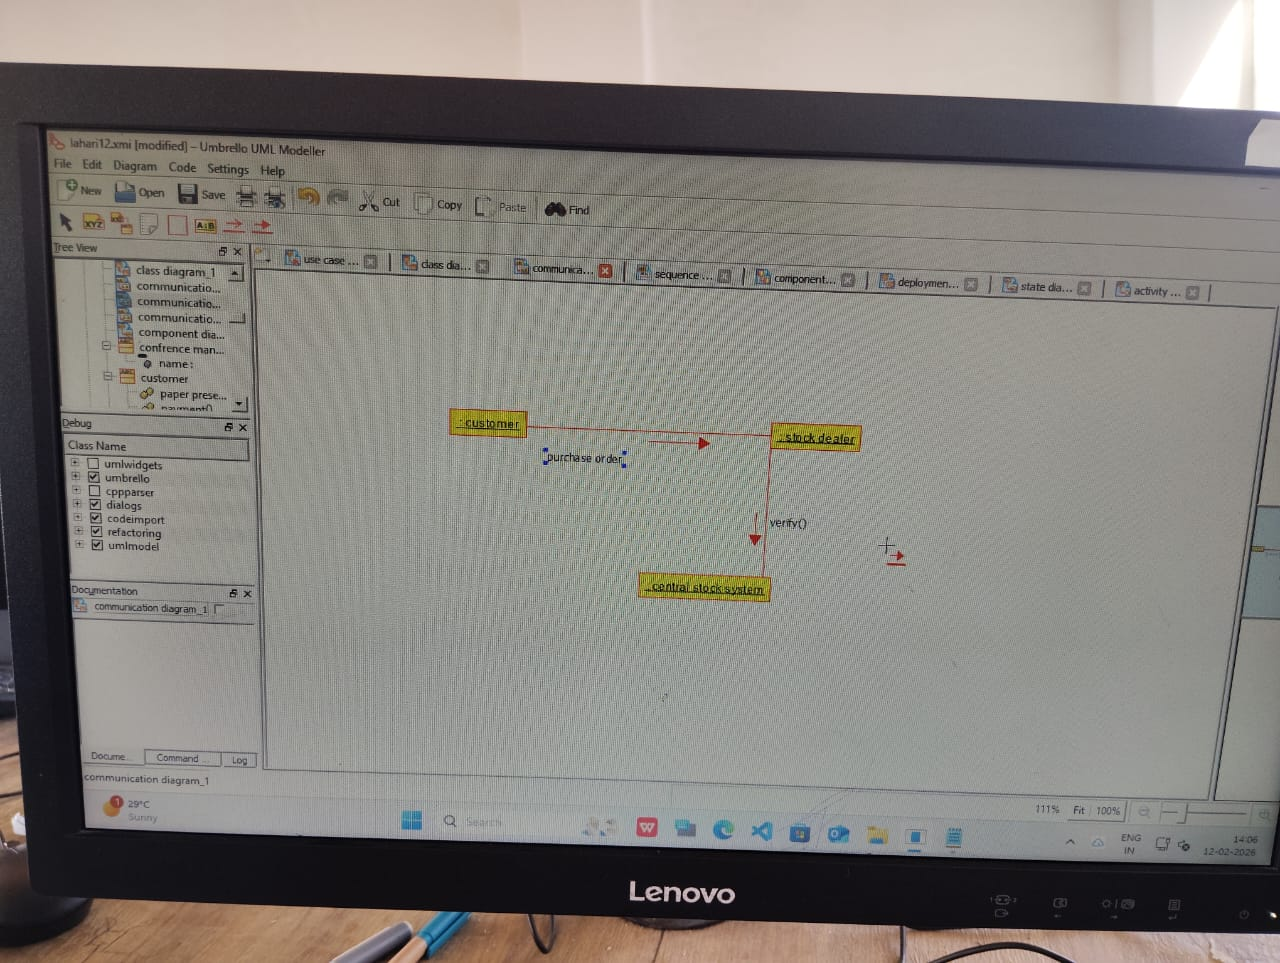 lahari12.xmi [modified] – Umbrello UML Modeller
File Edit Diagram Code Settings Help
New Open Save Cut Copy Paste Find
XYZ A:B
Tree View
use case ... class dia... communica... sequence ... component... deploymen... state dia... activity ...
class diagram_1
communicatio...
communicatio...
communicatio...
component dia...
confrence man...
name :
customer
paper prese...
payment()
Debug
Class Name
umlwidgets
umbrello
cppparser
dialogs
codeimport
refactoring
umlmodel
Documentation
communication diagram_1
Docume... Command ... Log
communication diagram_1
: customer
: stock dealer
purchase order
verify()
: central stock system
111% Fit 100%
1
29°C
Sunny
Search
W
ENG
IN
14:06
12-02-2026
Lenovo